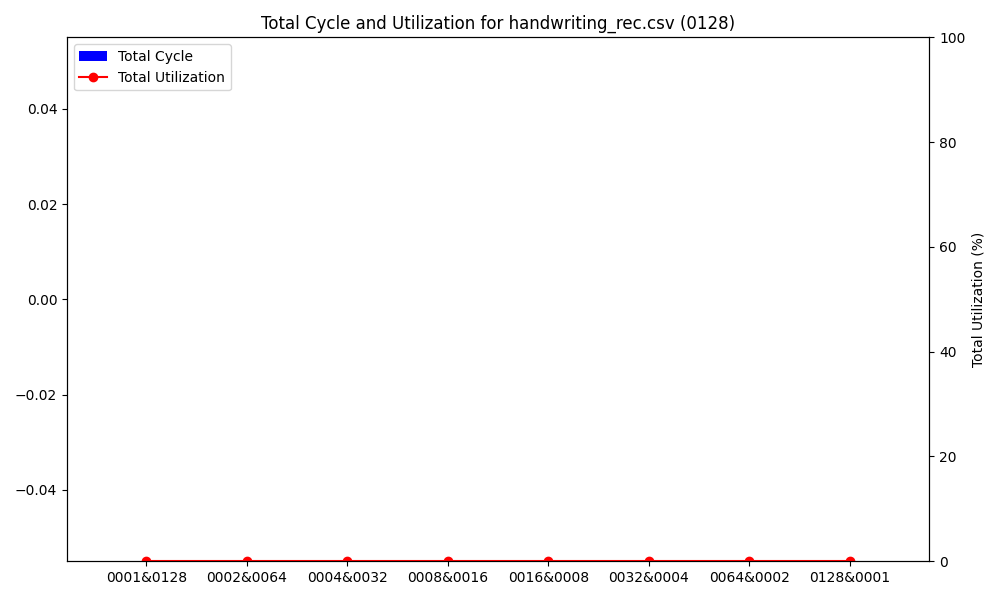 Total Cycle and Utilization for handwriting_rec.csv (0128)
Total Cycle
Total Utilization
0.04
0.02
0.00
−0.02
−0.04
100
80
60
40
20
0
Total Utilization (%)
0001&0128 0002&0064 0004&0032 0008&0016 0016&0008 0032&0004 0064&0002 0128&0001